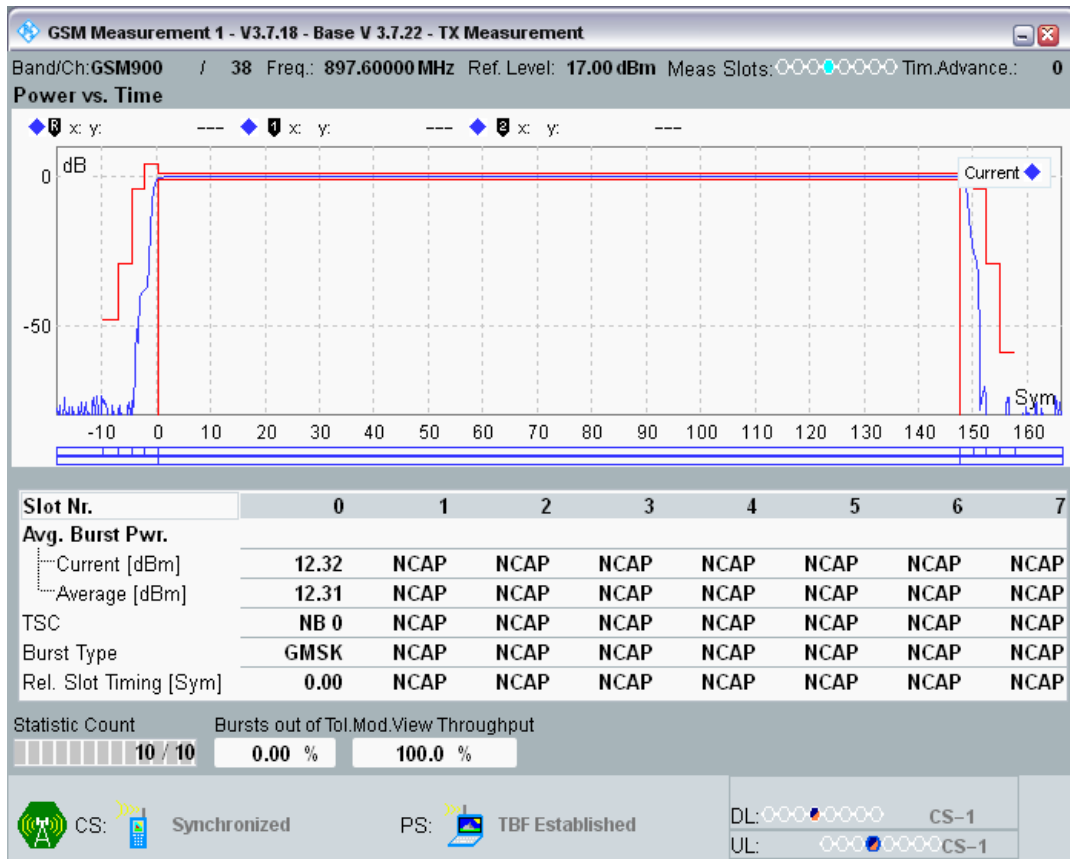 GSM Measurement 1 - V3.7.18 - Base V 3.7.22 - TX Measurement
Band/Ch:GSM900 / 38 Freq.: 897.60000 MHz Ref. Level: 17.00 dBm Meas Slots: Tim.Advance.: 0
Power vs. Time
R x: y: --- 1 x: y: --- 2 x: y: ---
dB
0
Current
-50
Sym
-10 0 10 20 30 40 50 60 70 80 90 100 110 120 130 140 150 160
Slot Nr. 0 1 2 3 4 5 6 7
Avg. Burst Pwr.
Current [dBm] 12.32 NCAP NCAP NCAP NCAP NCAP NCAP NCAP
Average [dBm] 12.31 NCAP NCAP NCAP NCAP NCAP NCAP NCAP
TSC NB 0 NCAP NCAP NCAP NCAP NCAP NCAP NCAP
Burst Type GMSK NCAP NCAP NCAP NCAP NCAP NCAP NCAP
Rel. Slot Timing [Sym] 0.00 NCAP NCAP NCAP NCAP NCAP NCAP NCAP
Statistic Count Bursts out of Tol.Mod.View Throughput
10 / 10 0.00 % 100.0 %
CS: Synchronized PS: TBF Established
DL: CS-1
UL: CS-1